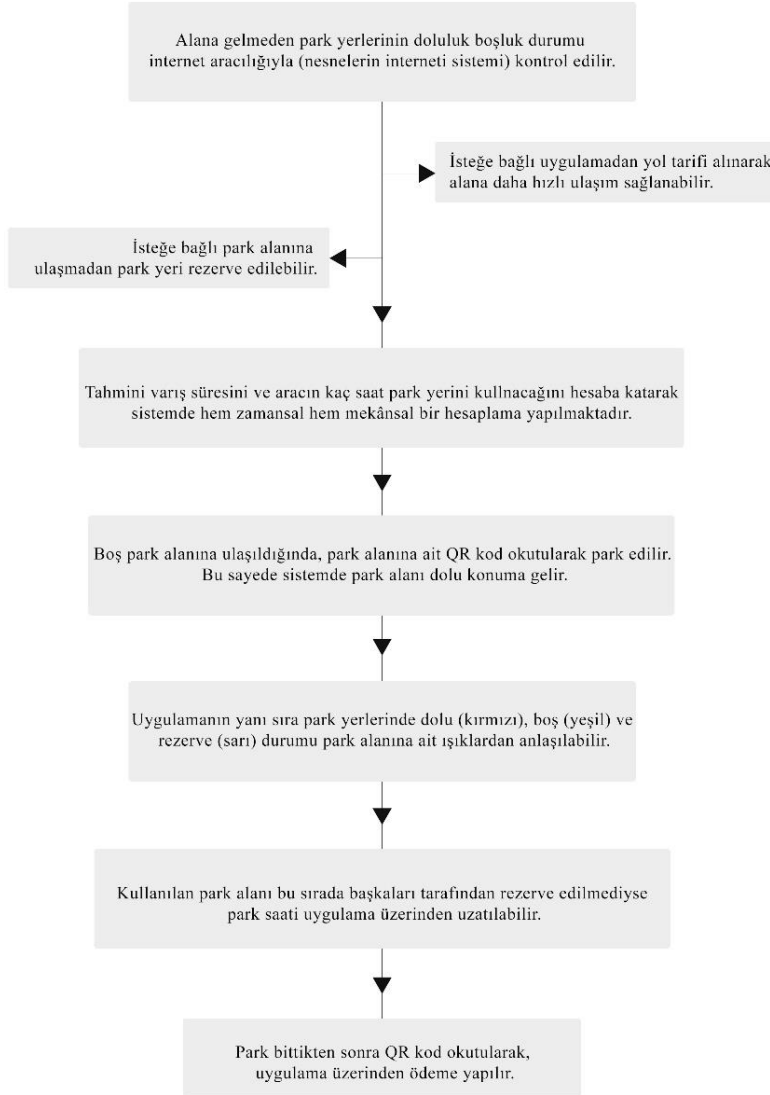 Alana gelmeden park yerlerinin doluluk boşluk durumu
internet aracılığıyla (nesnelerin interneti sistemi) kontrol edilir.
İsteğe bağlı uygulamadan yol tarifi alınarak
alana daha hızlı ulaşım sağlanabilir.
İsteğe bağlı park alanına
ulaşmadan park yeri rezerve edilebilir.
Tahmini varış süresini ve aracın kaç saat park yerini kullnacağını hesaba katarak
sistemde hem zamansal hem mekânsal bir hesaplama yapılmaktadır.
Boş park alanına ulaşıldığında, park alanına ait QR kod okutularak park edilir.
Bu sayede sistemde park alanı dolu konuma gelir.
Uygulamanın yanı sıra park yerlerinde dolu (kırmızı), boş (yeşil) ve
rezerve (sarı) durumu park alanına ait ışıklardan anlaşılabilir.
Kullanılan park alanı bu sırada başkaları tarafından rezerve edilmediyse
park saati uygulama üzerinden uzatılabilir.
Park bittikten sonra QR kod okutularak,
uygulama üzerinden ödeme yapılır.